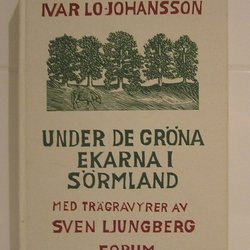 IVAR LO-JOHANSSON
UNDER DE GRÖNA
EKARNA I
SÖRMLAND
MED TRÄGRAVYRER AV
SVEN LJUNGBERG
FORUM